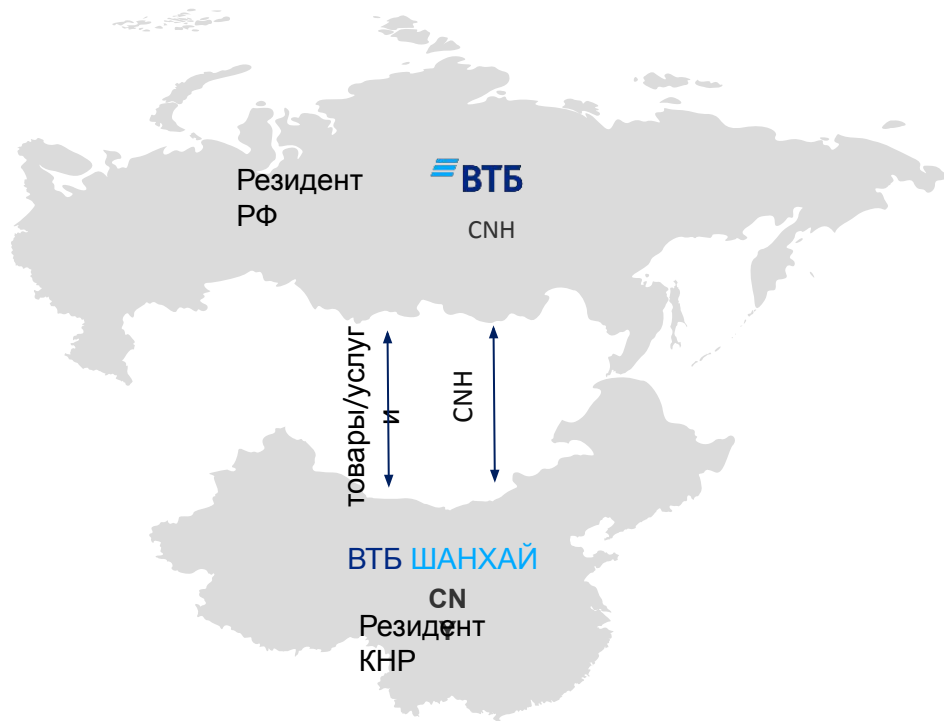 Резидент
РФ
ВТБ
CNH
товары/услуг
и
CNH
ВТБ ШАНХАЙ
CN
Y
Резидент
КНР